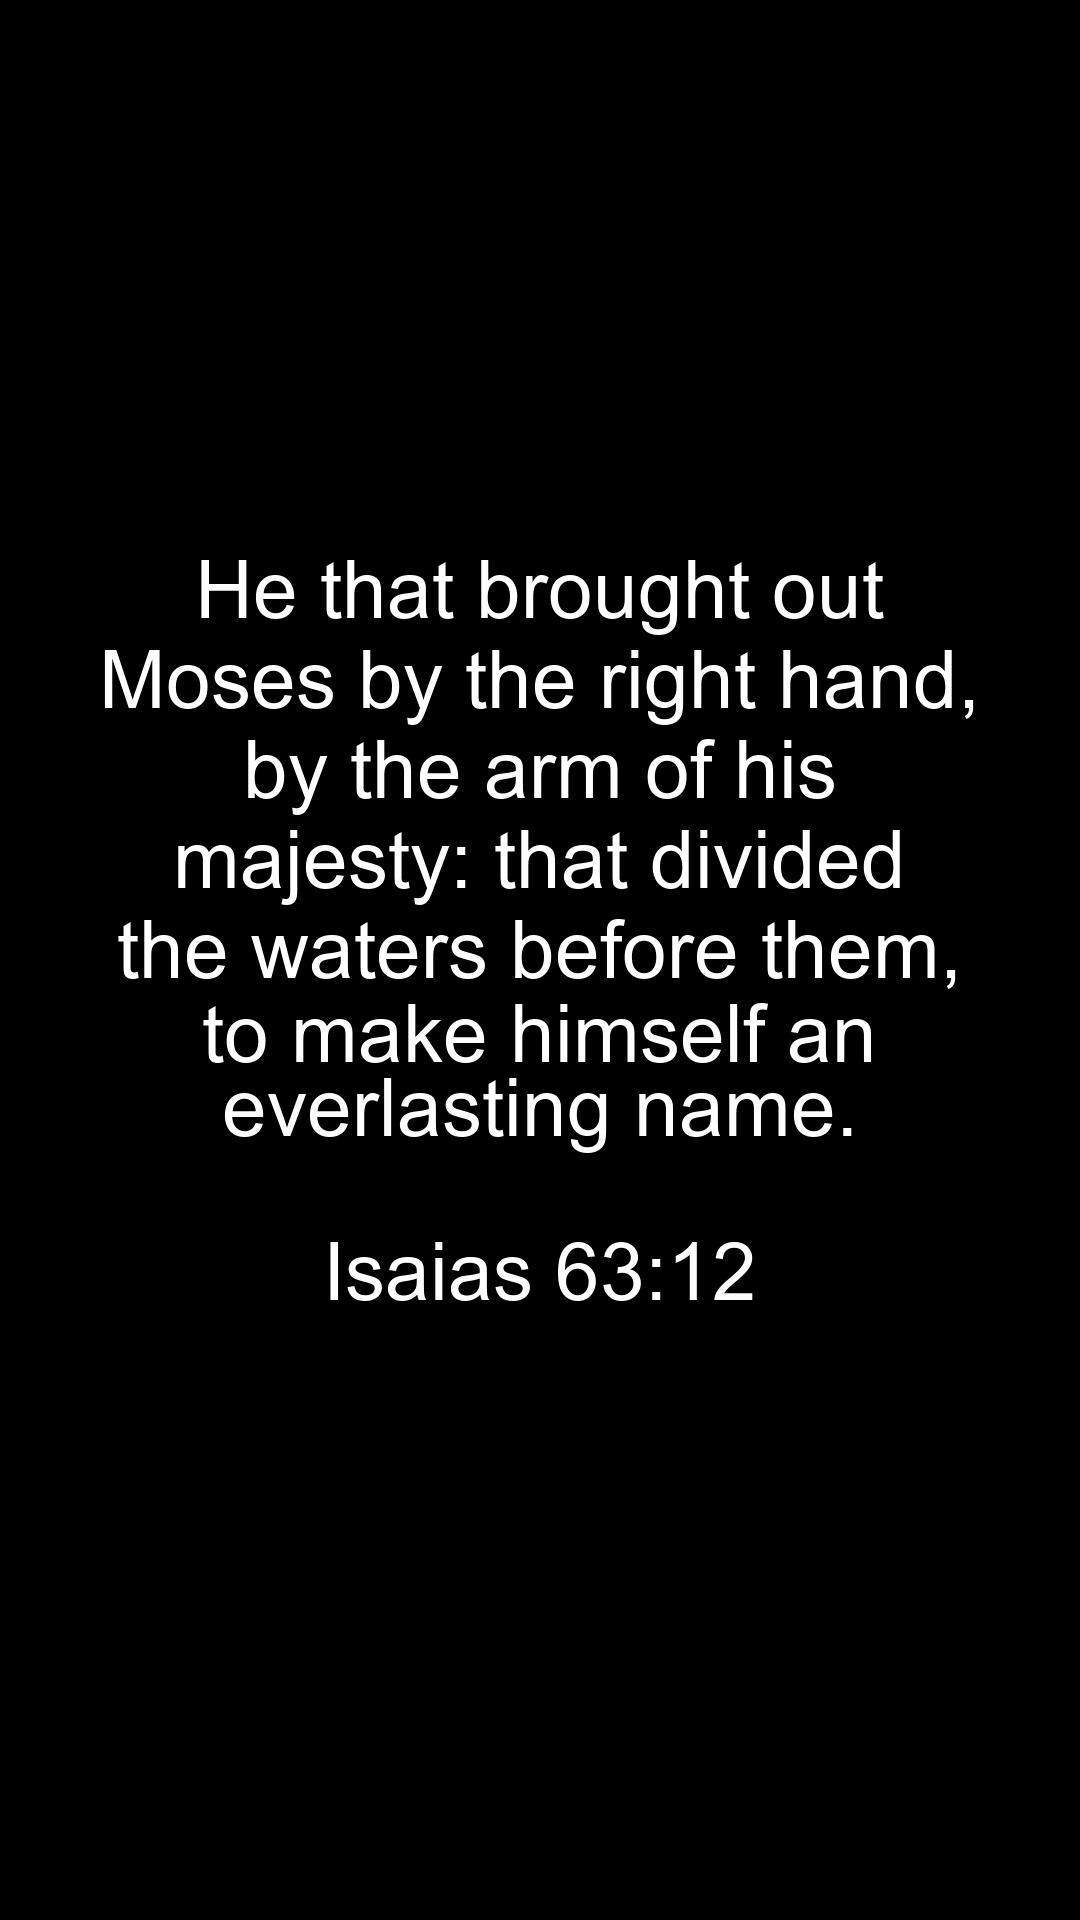 He that brought out
Moses by the right hand,
by the arm of his
majesty: that divided
the waters before them,
to make himself an
everlasting name.
Isaias 63:12